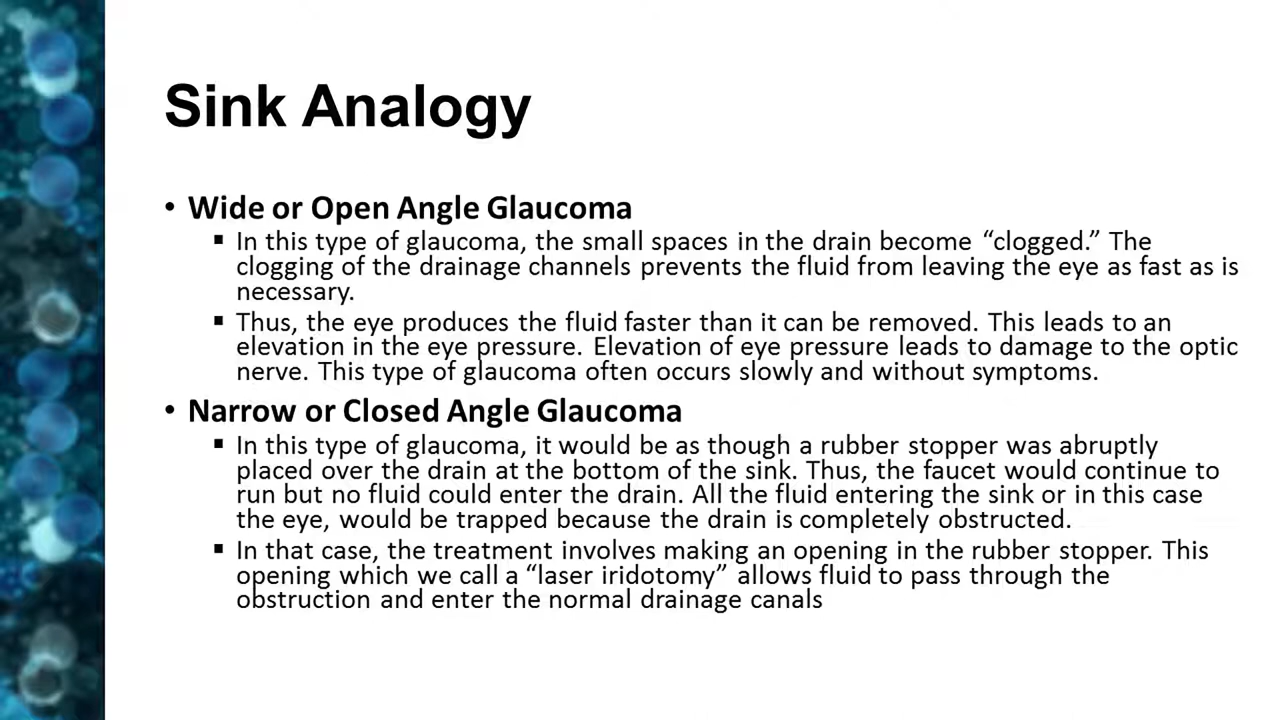 Sink Analogy
• Wide or Open Angle Glaucoma
▪ In this type of glaucoma, the small spaces in the drain become “clogged.” The
clogging of the drainage channels prevents the fluid from leaving the eye as fast as is
necessary.
▪ Thus, the eye produces the fluid faster than it can be removed. This leads to an
elevation in the eye pressure. Elevation of eye pressure leads to damage to the optic
nerve. This type of glaucoma often occurs slowly and without symptoms.
• Narrow or Closed Angle Glaucoma
▪ In this type of glaucoma, it would be as though a rubber stopper was abruptly
placed over the drain at the bottom of the sink. Thus, the faucet would continue to
run but no fluid could enter the drain. All the fluid entering the sink or in this case
the eye, would be trapped because the drain is completely obstructed.
▪ In that case, the treatment involves making an opening in the rubber stopper. This
opening which we call a “laser iridotomy” allows fluid to pass through the
obstruction and enter the normal drainage canals